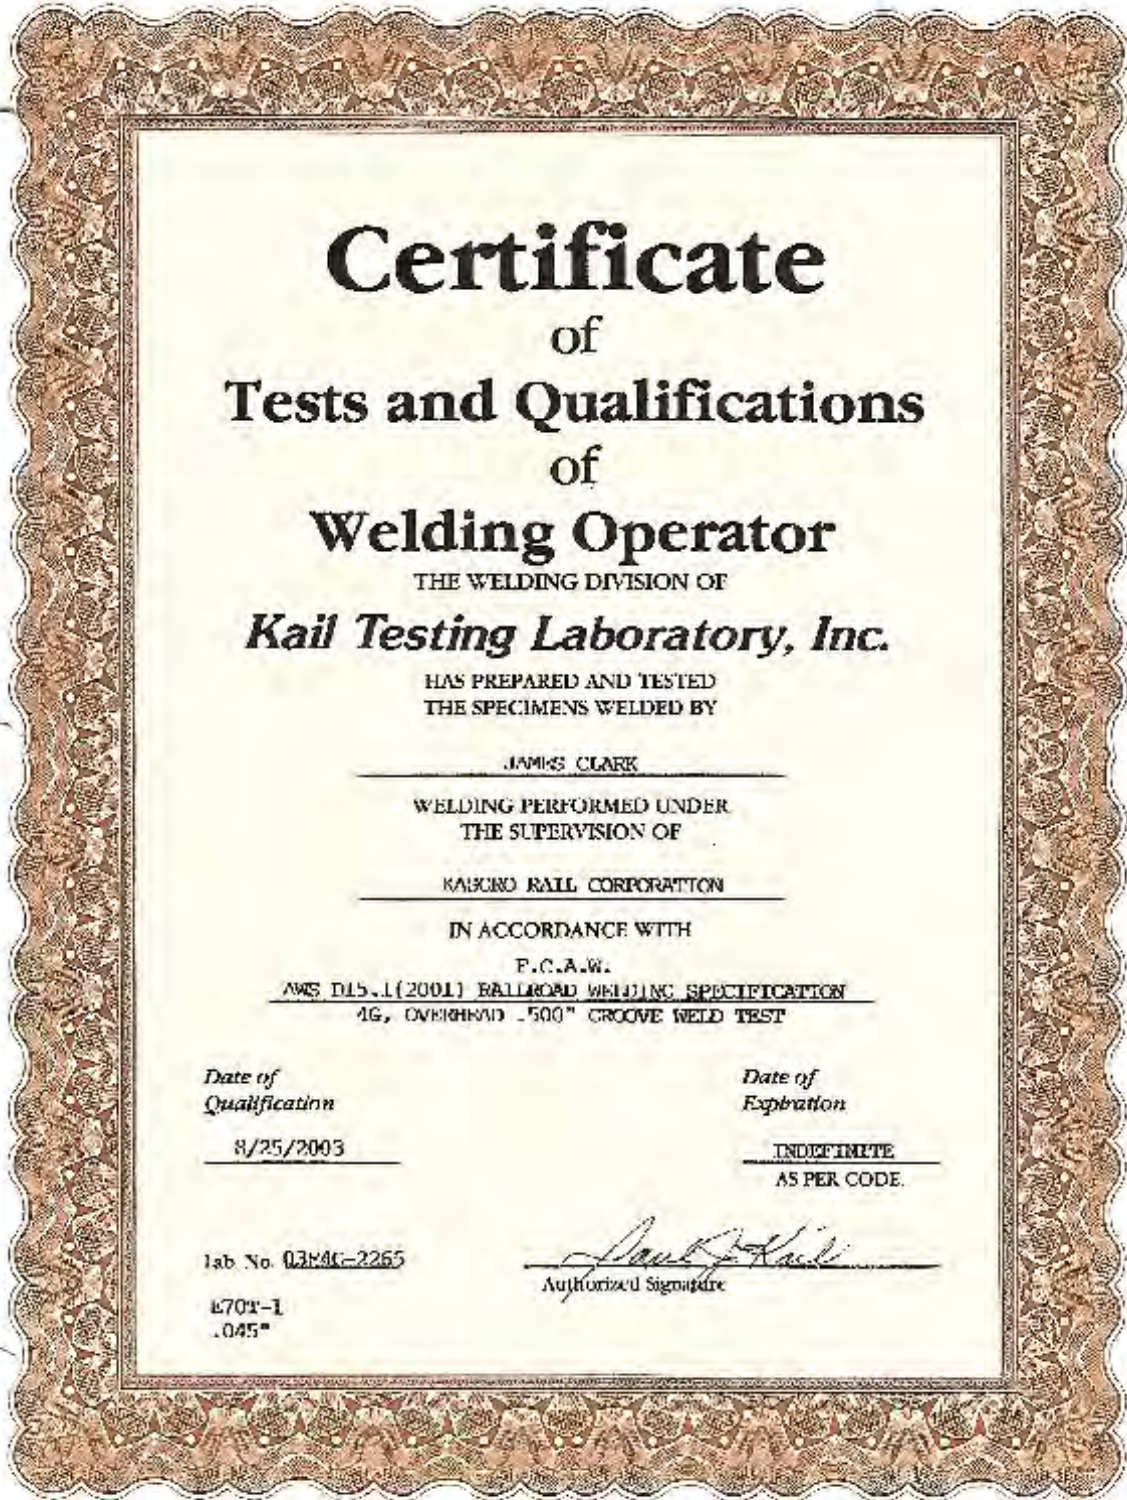 Certificate
of
Tests and Qualifications
of
Welding Operator
THE WELDING DIVISION OF
Kail Testing Laboratory, Inc.
HAS PREPARED AND TESTED
THE SPECIMENS WELDED BY
JAMES CLARK
WELDING PERFORMED UNDER
THE SUPERVISION OF
RAIL CORPORATION
IN ACCORDANCE WITH
F.C.A.W.
AWS D15.1(2001) RAILROAD WELDING SPECIFICATION
4G, OVERHEAD .500" GROOVE WELD TEST
Date of
Qualification
Date of
Expiration
8/25/2003
INDEFINITE
AS PER CODE.
Lab. No.
Authorized Signature
E70T-1
.045"